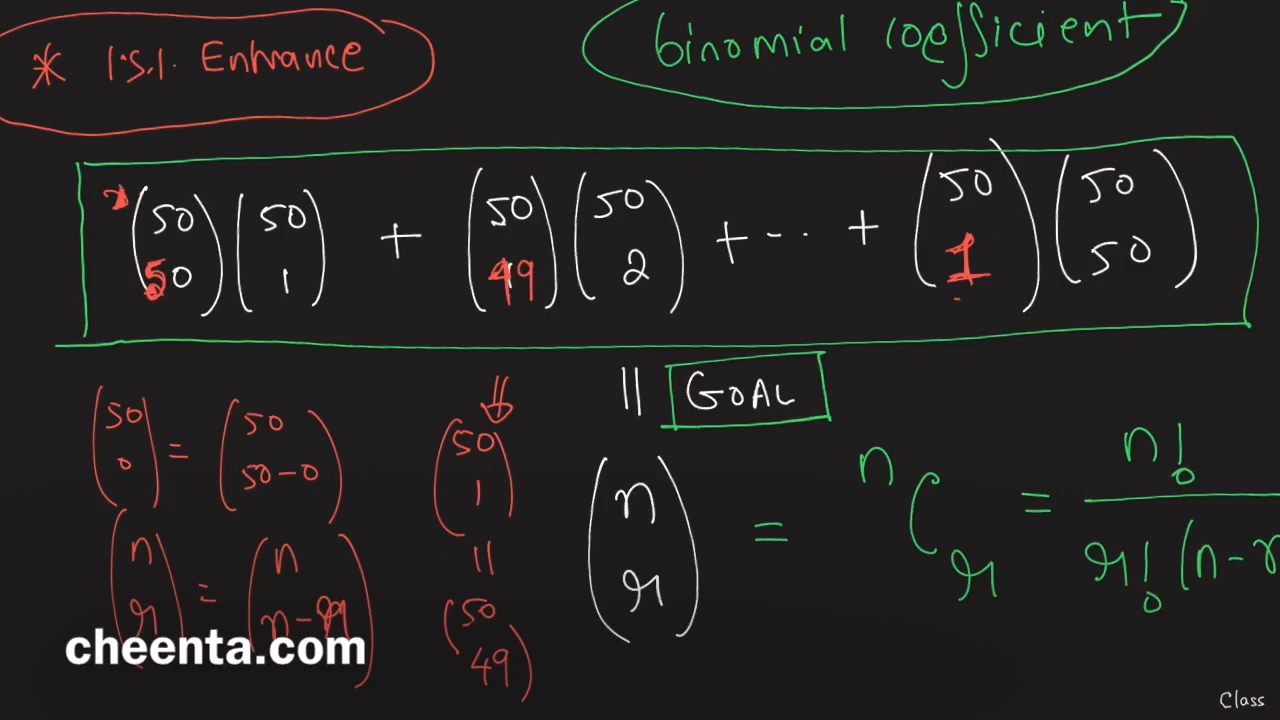 * I.S.I. Entrance
binomial coefficient
(50 50)(50 1) + (50 49)(50 2) + ... + (50 1)(50 50)
|| GOAL
(50 0) = (50 50-0)
(50 1) || (50 49)
(n r) = (n n-r)
(n r) = nCr = n! / r! (n-r
cheenta.com
Class